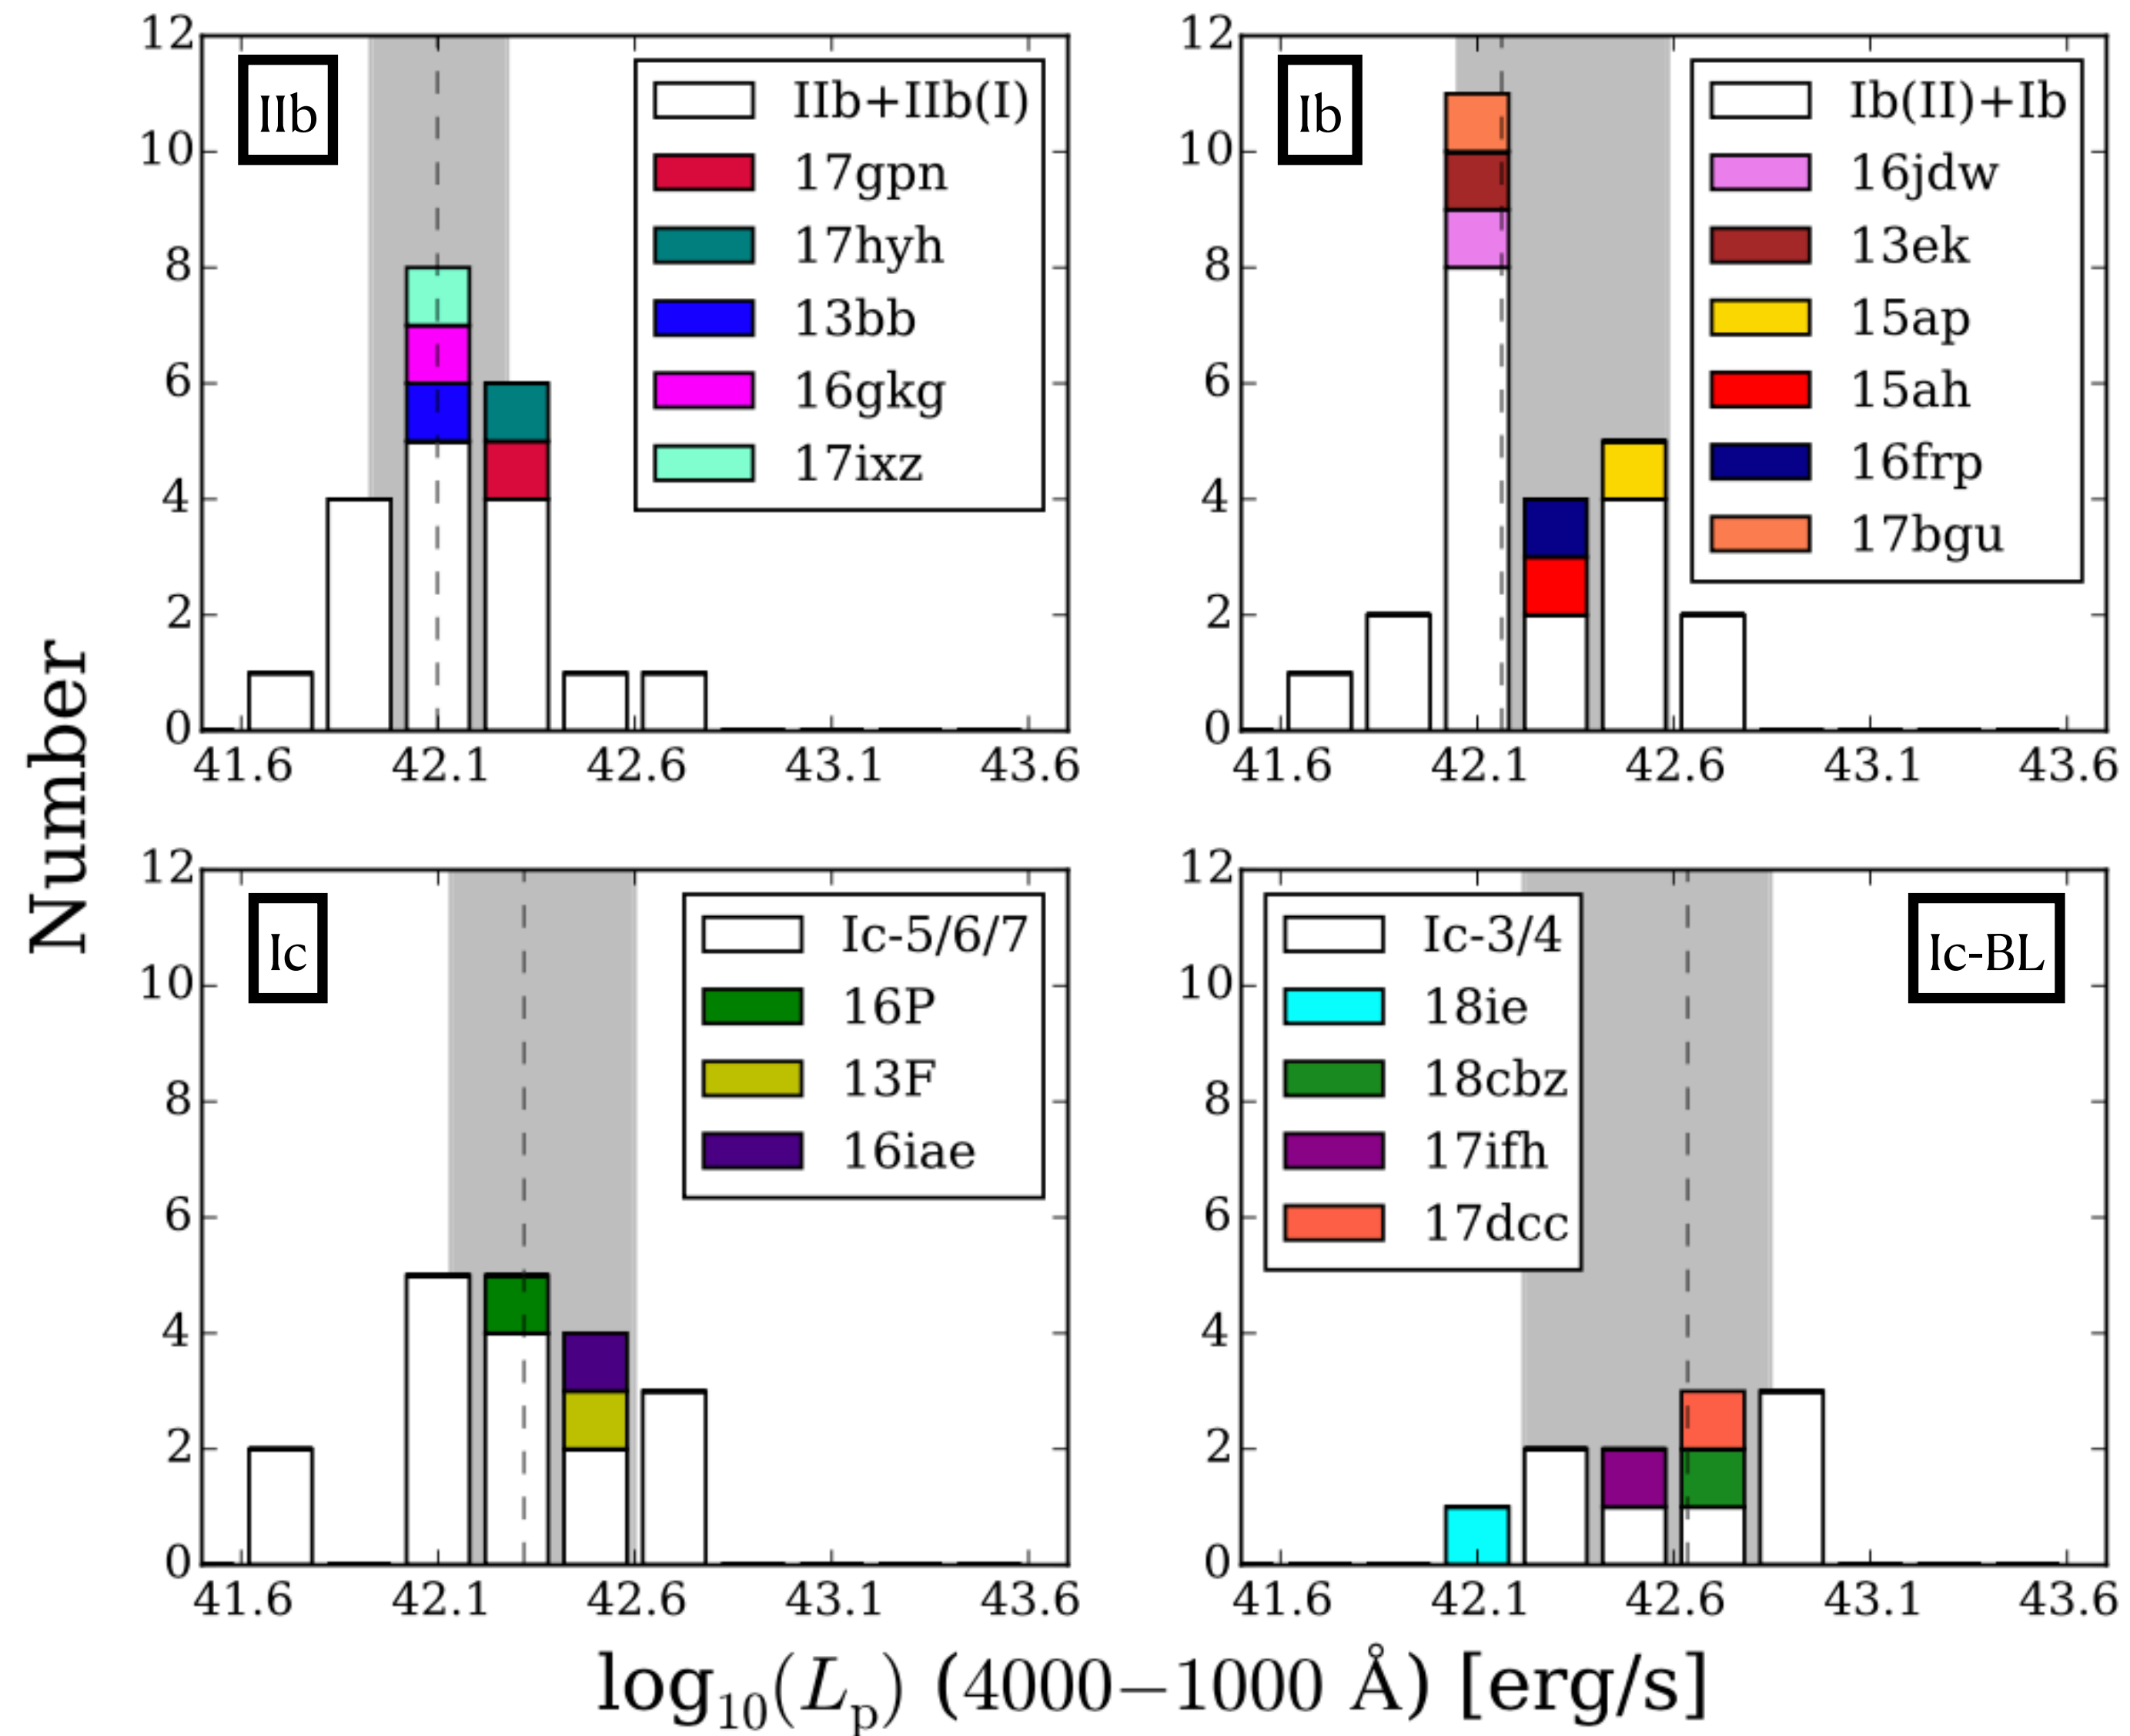 12
10
8
6
4
2
0
41.6 42.1 42.6 43.1 43.6
IIb
IIb+IIb(I)
17gpn
17hyh
13bb
16gkg
17ixz
12
10
8
6
4
2
0
41.6 42.1 42.6 43.1 43.6
Ib
Ib(II)+Ib
16jdw
13ek
15ap
15ah
16frp
17bgu
Number
12
10
8
6
4
2
0
41.6 42.1 42.6 43.1 43.6
Ic
Ic-5/6/7
16P
13F
16iae
12
10
8
6
4
2
0
41.6 42.1 42.6 43.1 43.6
Ic-3/4
18ie
18cbz
17ifh
17dcc
Ic-BL
log₁₀(Lₚ) (4000−1000 Å) [erg/s]